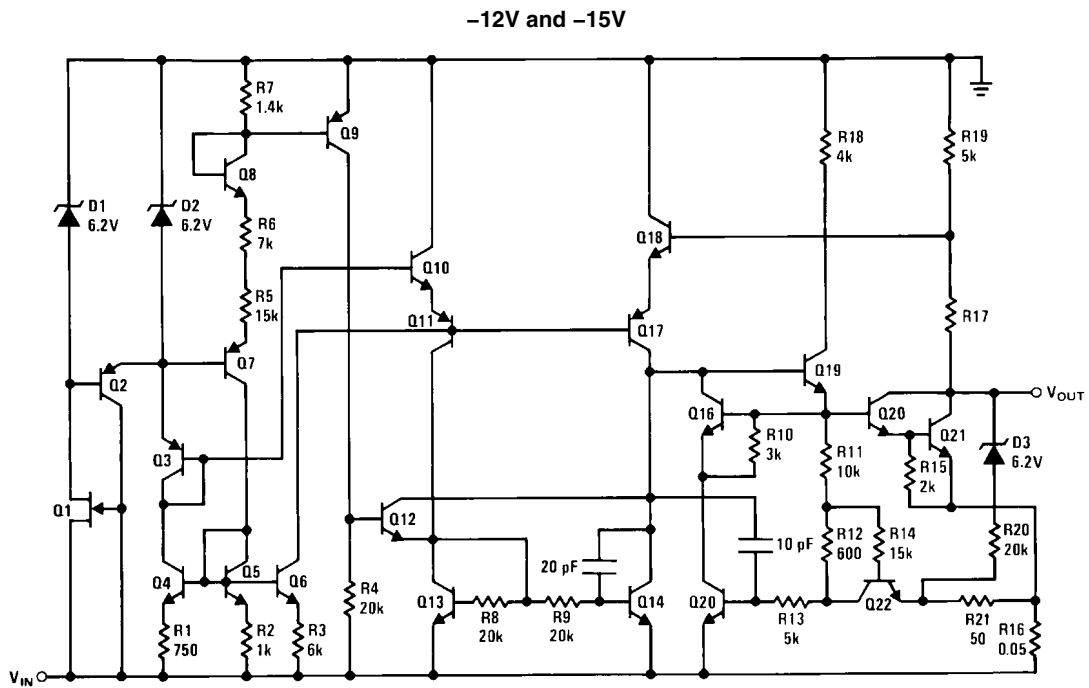 –12V and –15V
R7
1.4k
Q9
Q8
R18
4k
R19
5k
D1
6.2V
D2
6.2V
R6
7k
Q18
Q10
R5
15k
Q11
Q17
R17
Q7
Q2
Q19
VOUT
Q16
Q20
Q21
D3
6.2V
R10
3k
R11
10k
R15
2k
Q3
Q1
Q12
R20
20k
10 pF
R12
600
R14
15k
20 pF
Q4
Q5
Q6
R4
20k
Q13
R8
20k
R9
20k
Q14
Q20
R13
5k
Q22
R21
50
R16
0.05
R1
750
R2
1k
R3
6k
VIN